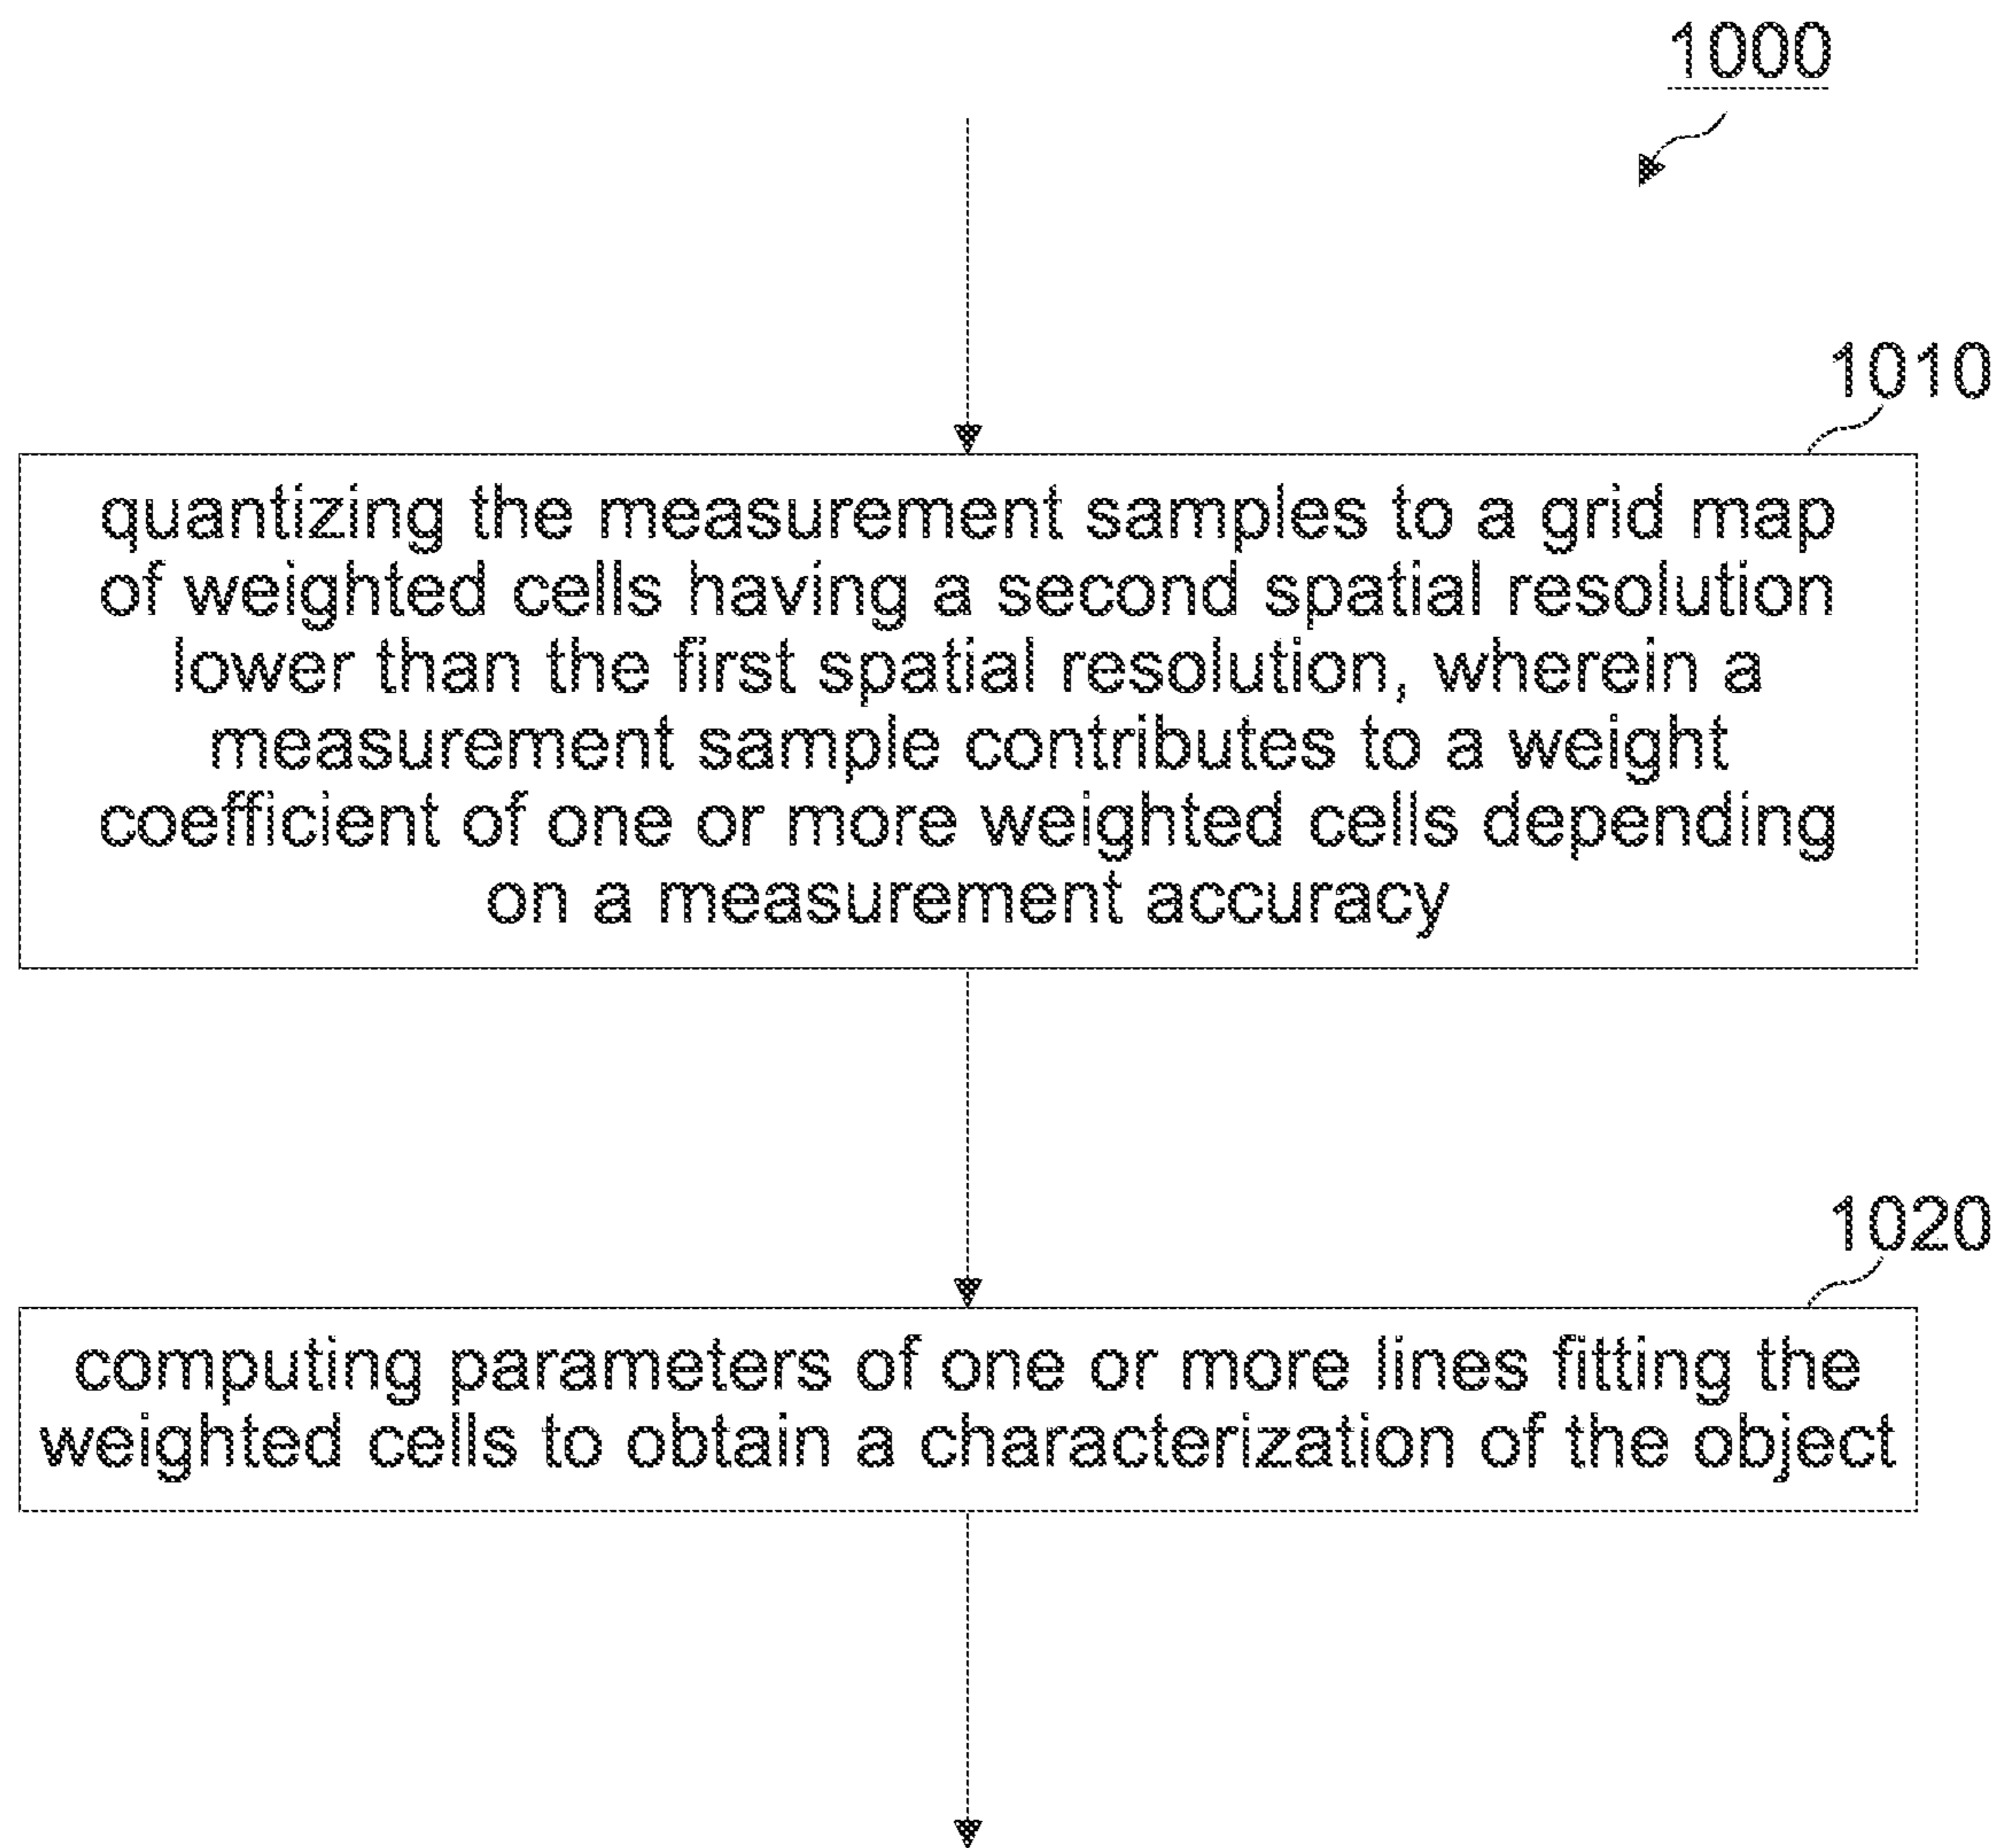 1000
1010
quantizing the measurement samples to a grid map
of weighted cells having a second spatial resolution
lower than the first spatial resolution, wherein a
measurement sample contributes to a weight
coefficient of one or more weighted cells depending
on a measurement accuracy
1020
computing parameters of one or more lines fitting the
weighted cells to obtain a characterization of the object